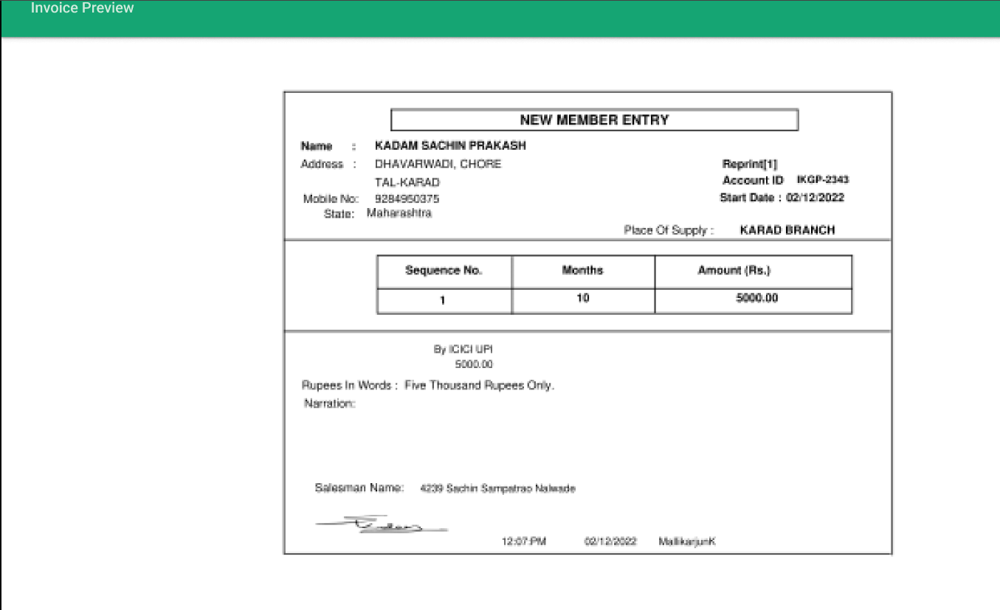 Invoice Preview
NEW MEMBER ENTRY
Name : KADAM SACHIN PRAKASH
Address : DHAVARWADI, CHORE
Reprint[1]
TAL-KARAD
Account ID IKGP-2343
Mobile No: 9284950375
Start Date : 02/12/2022
State: Maharashtra
Place Of Supply : KARAD BRANCH
Sequence No. Months Amount (Rs.)
1 10 5000.00
By ICICI UPI
5000.00
Rupees In Words : Five Thousand Rupees Only.
Narration:
Salesman Name: 4239 Sachin Sampatrao Nalwade
12:07:PM 02/12/2022 MallikarjunK